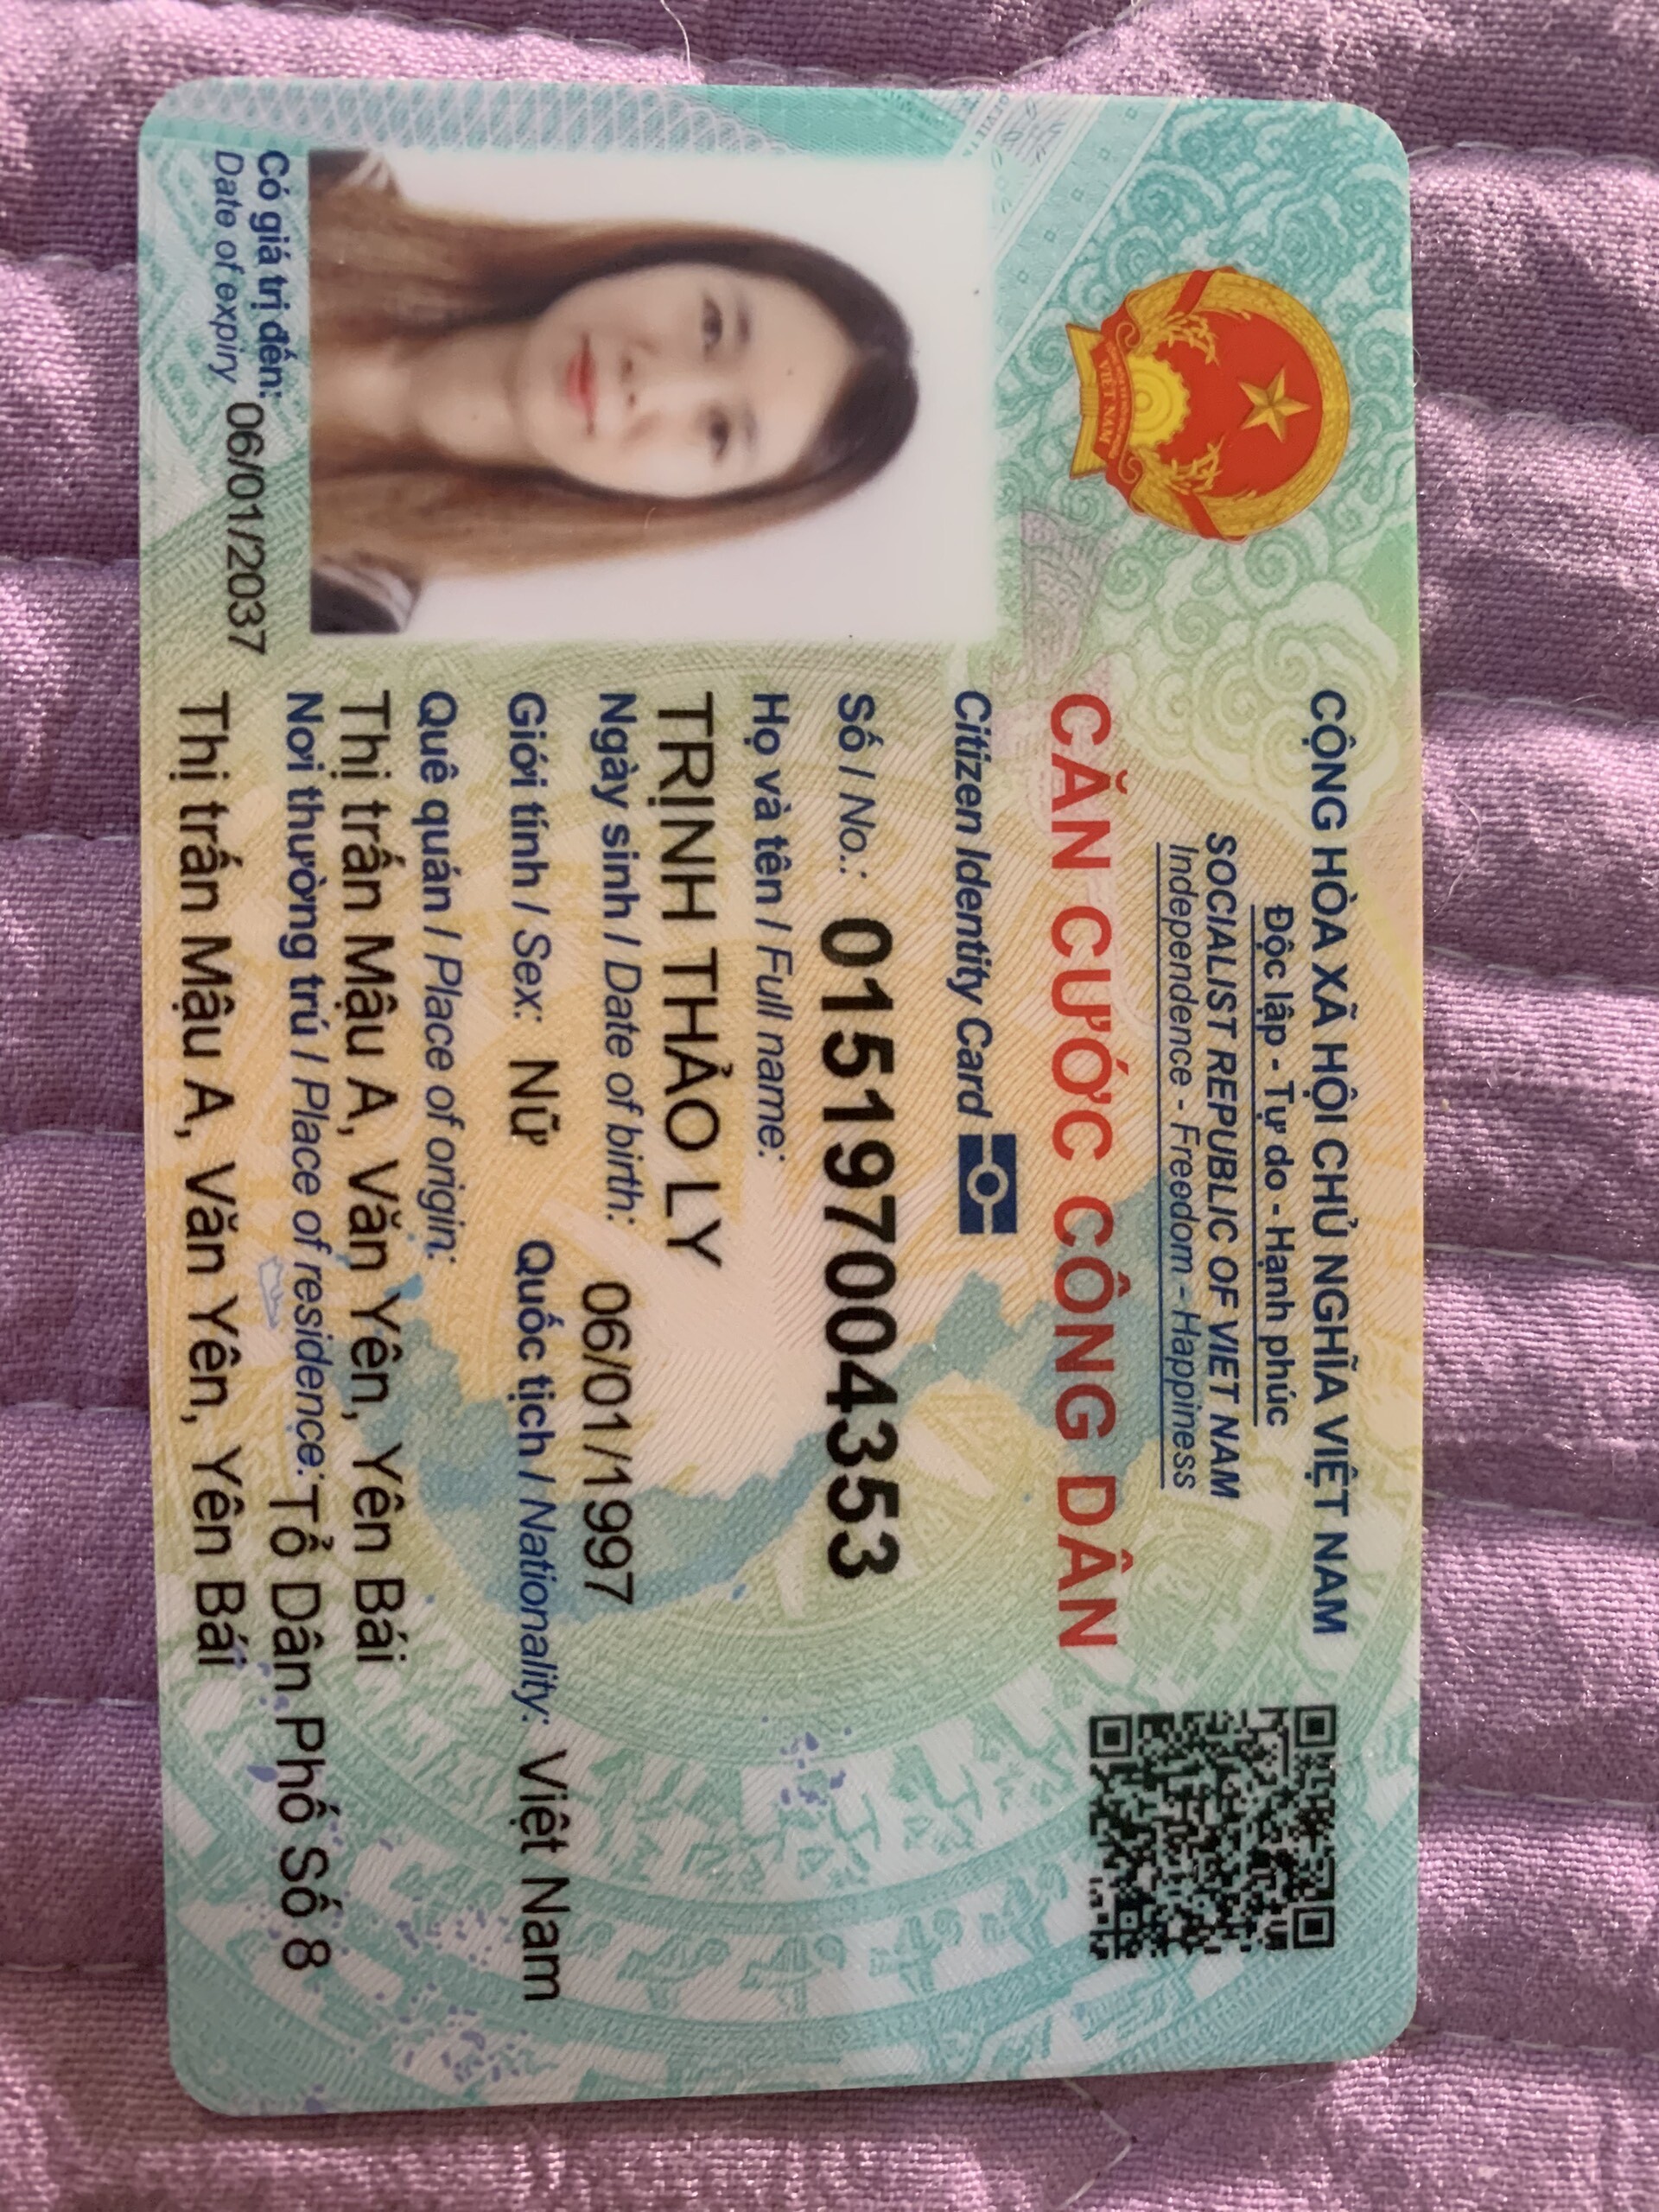 CỘNG HÒA XÃ HỘI CHỦ NGHĨA VIỆT NAM
Độc lập - Tự do - Hạnh phúc
SOCIALIST REPUBLIC OF VIET NAM
Independence - Freedom - Happiness
CĂN CƯỚC CÔNG DÂN
Citizen Identity Card
Số / No.: 015197004353
Họ và tên / Full name:
TRỊNH THẢO LY
Ngày sinh / Date of birth: 06/01/1997
Giới tính / Sex: Nữ Quốc tịch / Nationality: Việt Nam
Quê quán / Place of origin:
Thị trấn Mậu A, Văn Yên, Yên Bái
Nơi thường trú / Place of residence: Tổ Dân Phố Số 8
Thị trấn Mậu A, Văn Yên, Yên Bái
Có giá trị đến: 06/01/2037
Date of expiry
VIỆT NAM